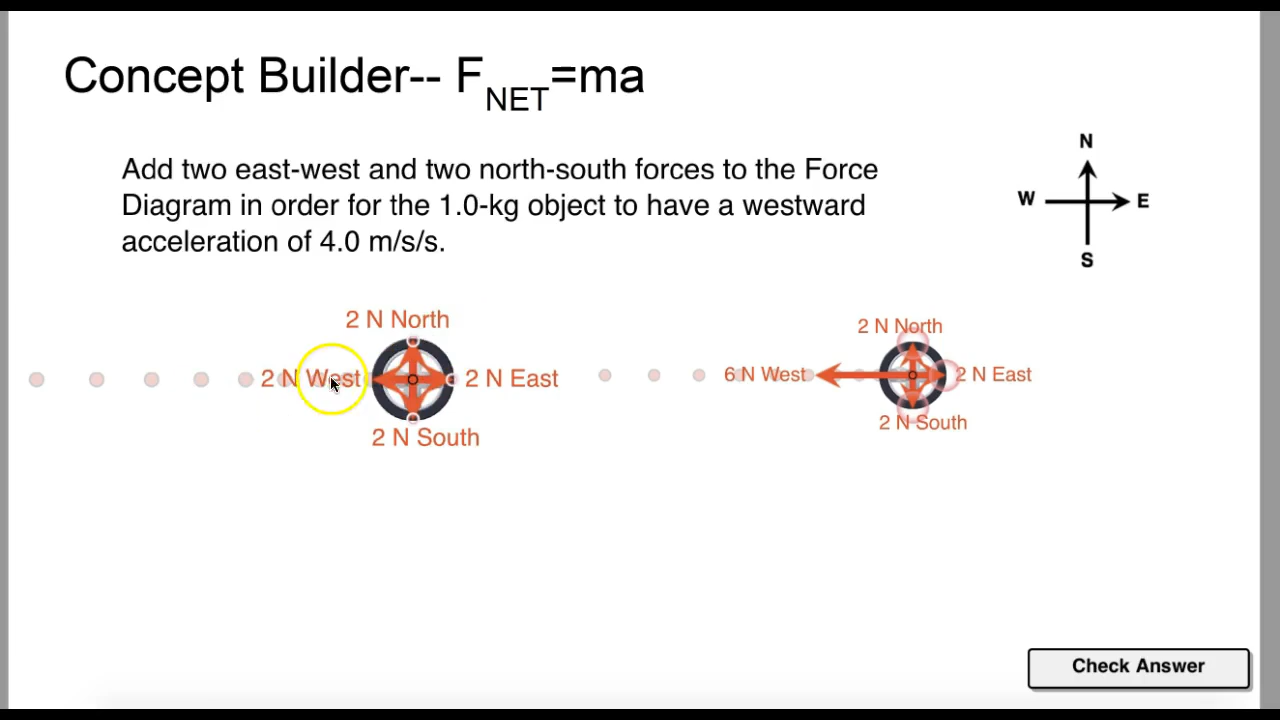 Concept Builder-- FNET=ma
Add two east-west and two north-south forces to the Force
Diagram in order for the 1.0-kg object to have a westward
acceleration of 4.0 m/s/s.
N
W
E
S
2 N North
2 N West
2 N East
2 N South
2 N North
6 N West
2 N East
2 N South
Check Answer